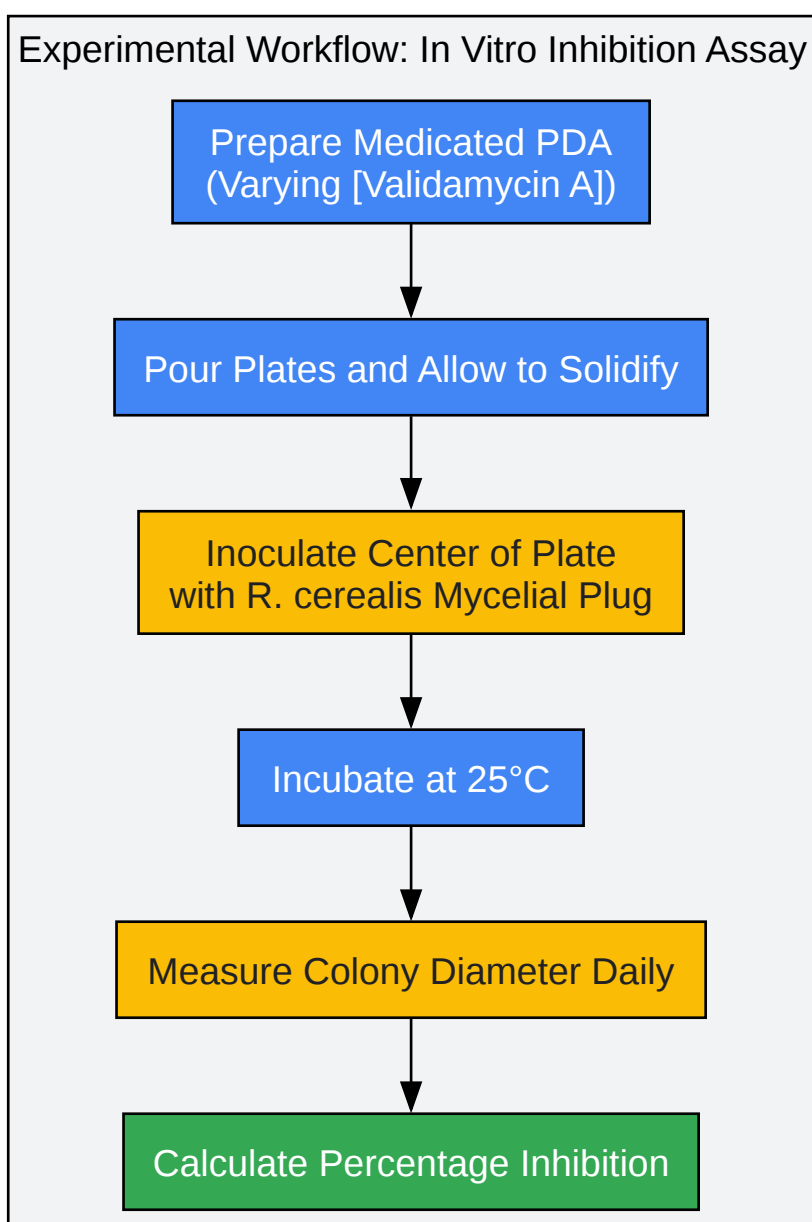 Experimental Workflow: In Vitro Inhibition Assay
Prepare Medicated PDA
(Varying [Validamycin A])
Pour Plates and Allow to Solidify
Inoculate Center of Plate
with R. cerealis Mycelial Plug
Incubate at 25°C
Measure Colony Diameter Daily
Calculate Percentage Inhibition